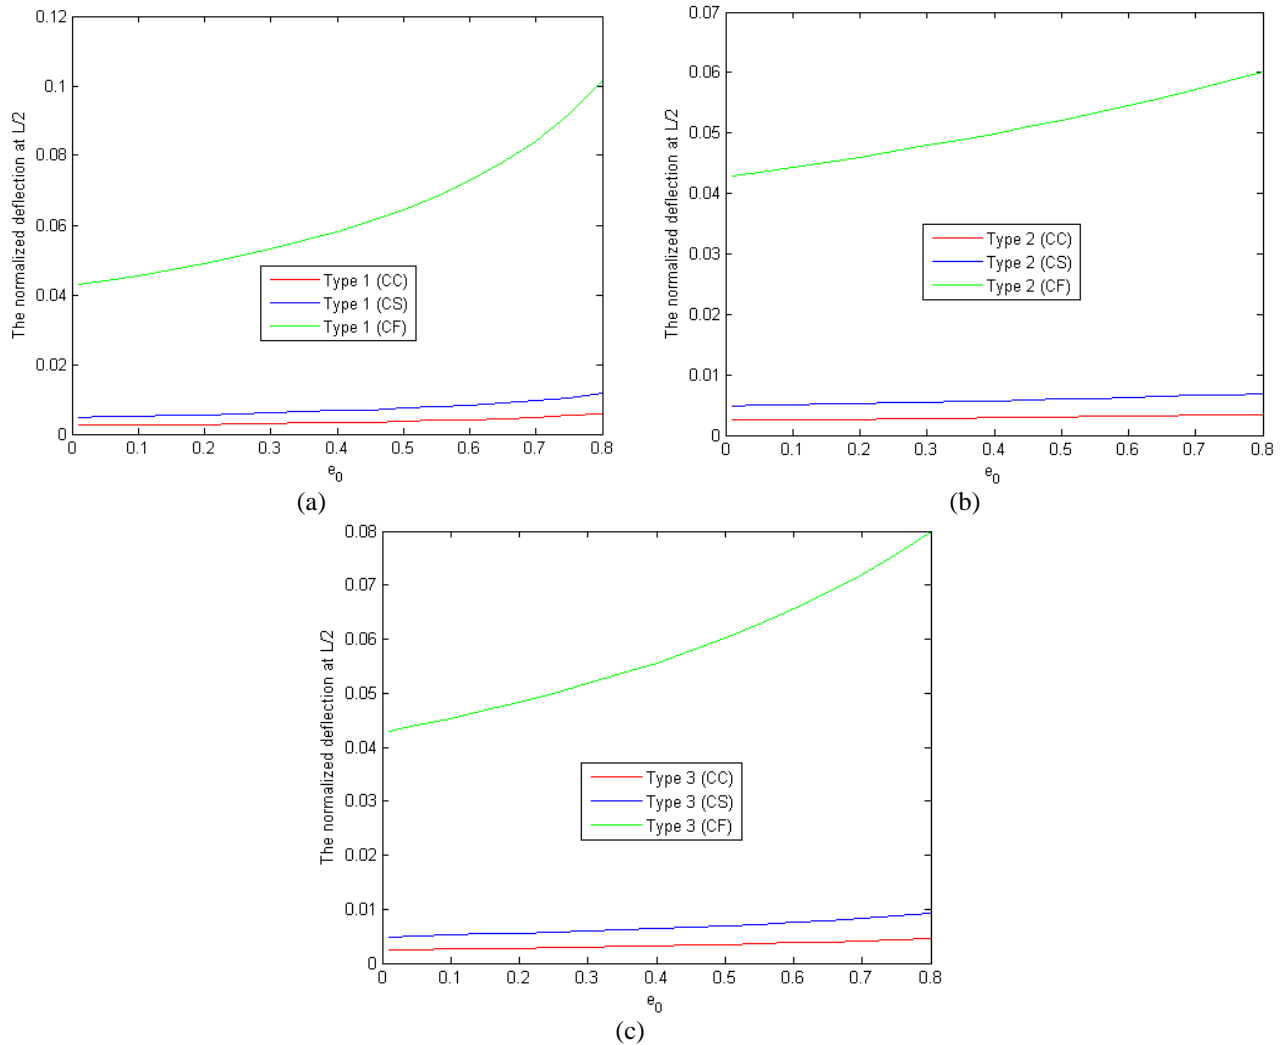 The normalized deflection at L/2
0.12
0.1
0.08
0.06
0.04
0.02
0
Type 1 (CC)
Type 1 (CS)
Type 1 (CF)
0 0.1 0.2 0.3 0.4 0.5 0.6 0.7 0.8
e0
(a)
The normalized deflection at L/2
0.07
0.06
0.05
0.04
0.03
0.02
0.01
0
Type 2 (CC)
Type 2 (CS)
Type 2 (CF)
0 0.1 0.2 0.3 0.4 0.5 0.6 0.7 0.8
e0
(b)
The normalized deflection at L/2
0.08
0.07
0.06
0.05
0.04
0.03
0.02
0.01
0
Type 3 (CC)
Type 3 (CS)
Type 3 (CF)
0 0.1 0.2 0.3 0.4 0.5 0.6 0.7 0.8
e0
(c)